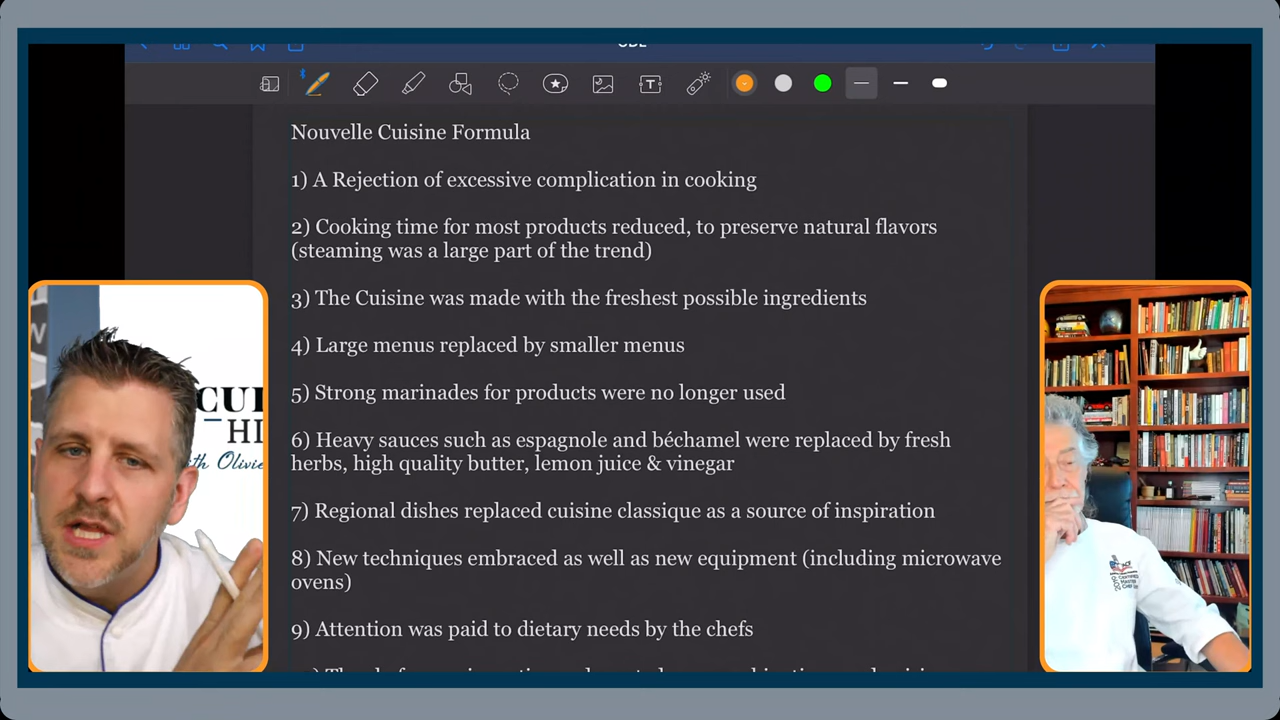 Nouvelle Cuisine Formula
1) A Rejection of excessive complication in cooking
2) Cooking time for most products reduced, to preserve natural flavors
(steaming was a large part of the trend)
3) The Cuisine was made with the freshest possible ingredients
4) Large menus replaced by smaller menus
5) Strong marinades for products were no longer used
6) Heavy sauces such as espagnole and béchamel were replaced by fresh
herbs, high quality butter, lemon juice & vinegar
7) Regional dishes replaced cuisine classique as a source of inspiration
8) New techniques embraced as well as new equipment (including microwave
ovens)
9) Attention was paid to dietary needs by the chefs
CUL
HI
th Olivie